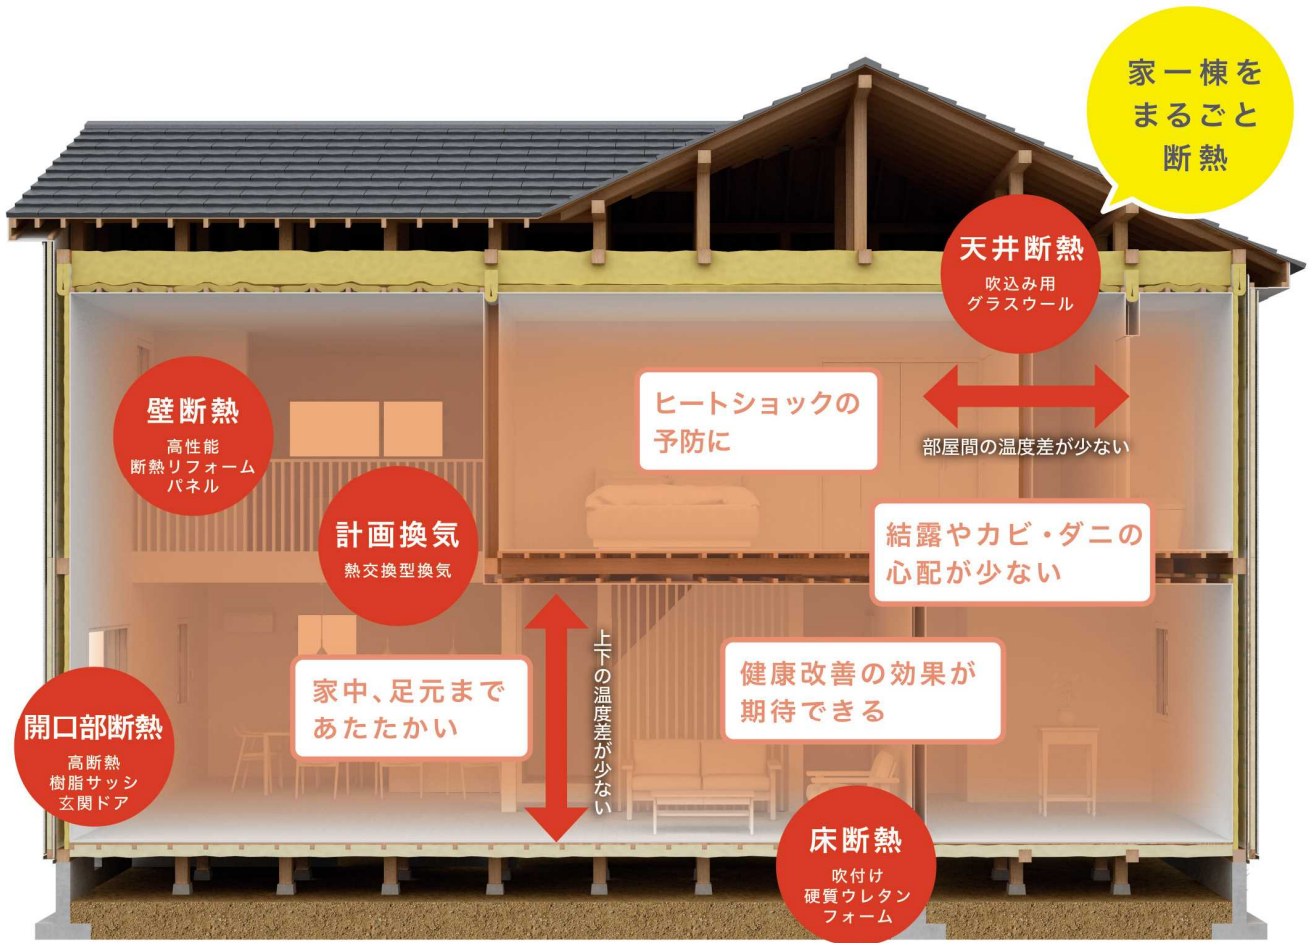 家一棟を
まるごと
断熱
天井断熱
吹込み用
グラスウール
壁断熱
高性能
断熱リフォーム
パネル
ヒートショックの
予防に
部屋間の温度差が少ない
計画換気
熱交換型換気
結露やカビ・ダニの
心配が少ない
上下の温度差が少ない
家中、足元まで
あたたかい
健康改善の効果が
期待できる
開口部断熱
高断熱
樹脂サッシ
玄関ドア
床断熱
吹付け
硬質ウレタン
フォーム